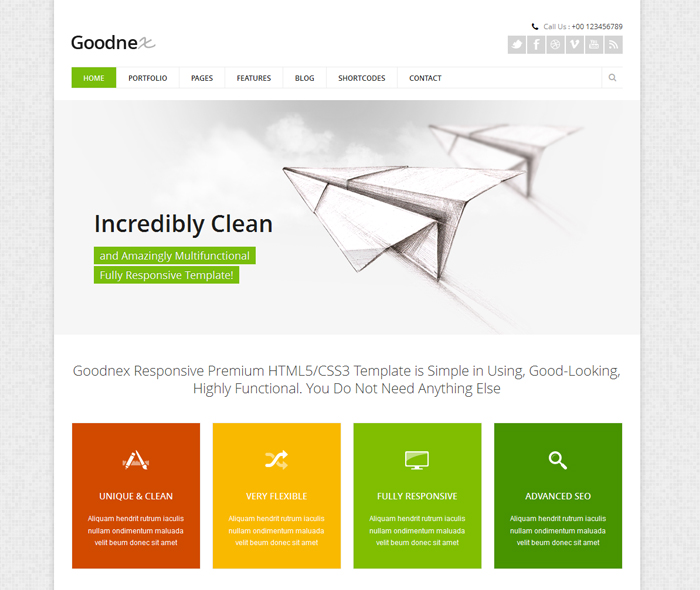 Call Us : +00 123456789
Goodnex
HOME PORTFOLIO PAGES FEATURES BLOG SHORTCODES CONTACT
Incredibly Clean
and Amazingly Multifunctional
Fully Responsive Template!
Goodnex Responsive Premium HTML5/CSS3 Template is Simple in Using, Good-Looking,
Highly Functional. You Do Not Need Anything Else
UNIQUE & CLEAN
Aliquam hendrit rutrum iaculis
nullam ondimentum maluada
velit beum donec sit amet
VERY FLEXIBLE
Aliquam hendrit rutrum iaculis
nullam ondimentum maluada
velit beum donec sit amet
FULLY RESPONSIVE
Aliquam hendrit rutrum iaculis
nullam ondimentum maluada
velit beum donec sit amet
ADVANCED SEO
Aliquam hendrit rutrum iaculis
nullam ondimentum maluada
velit beum donec sit amet